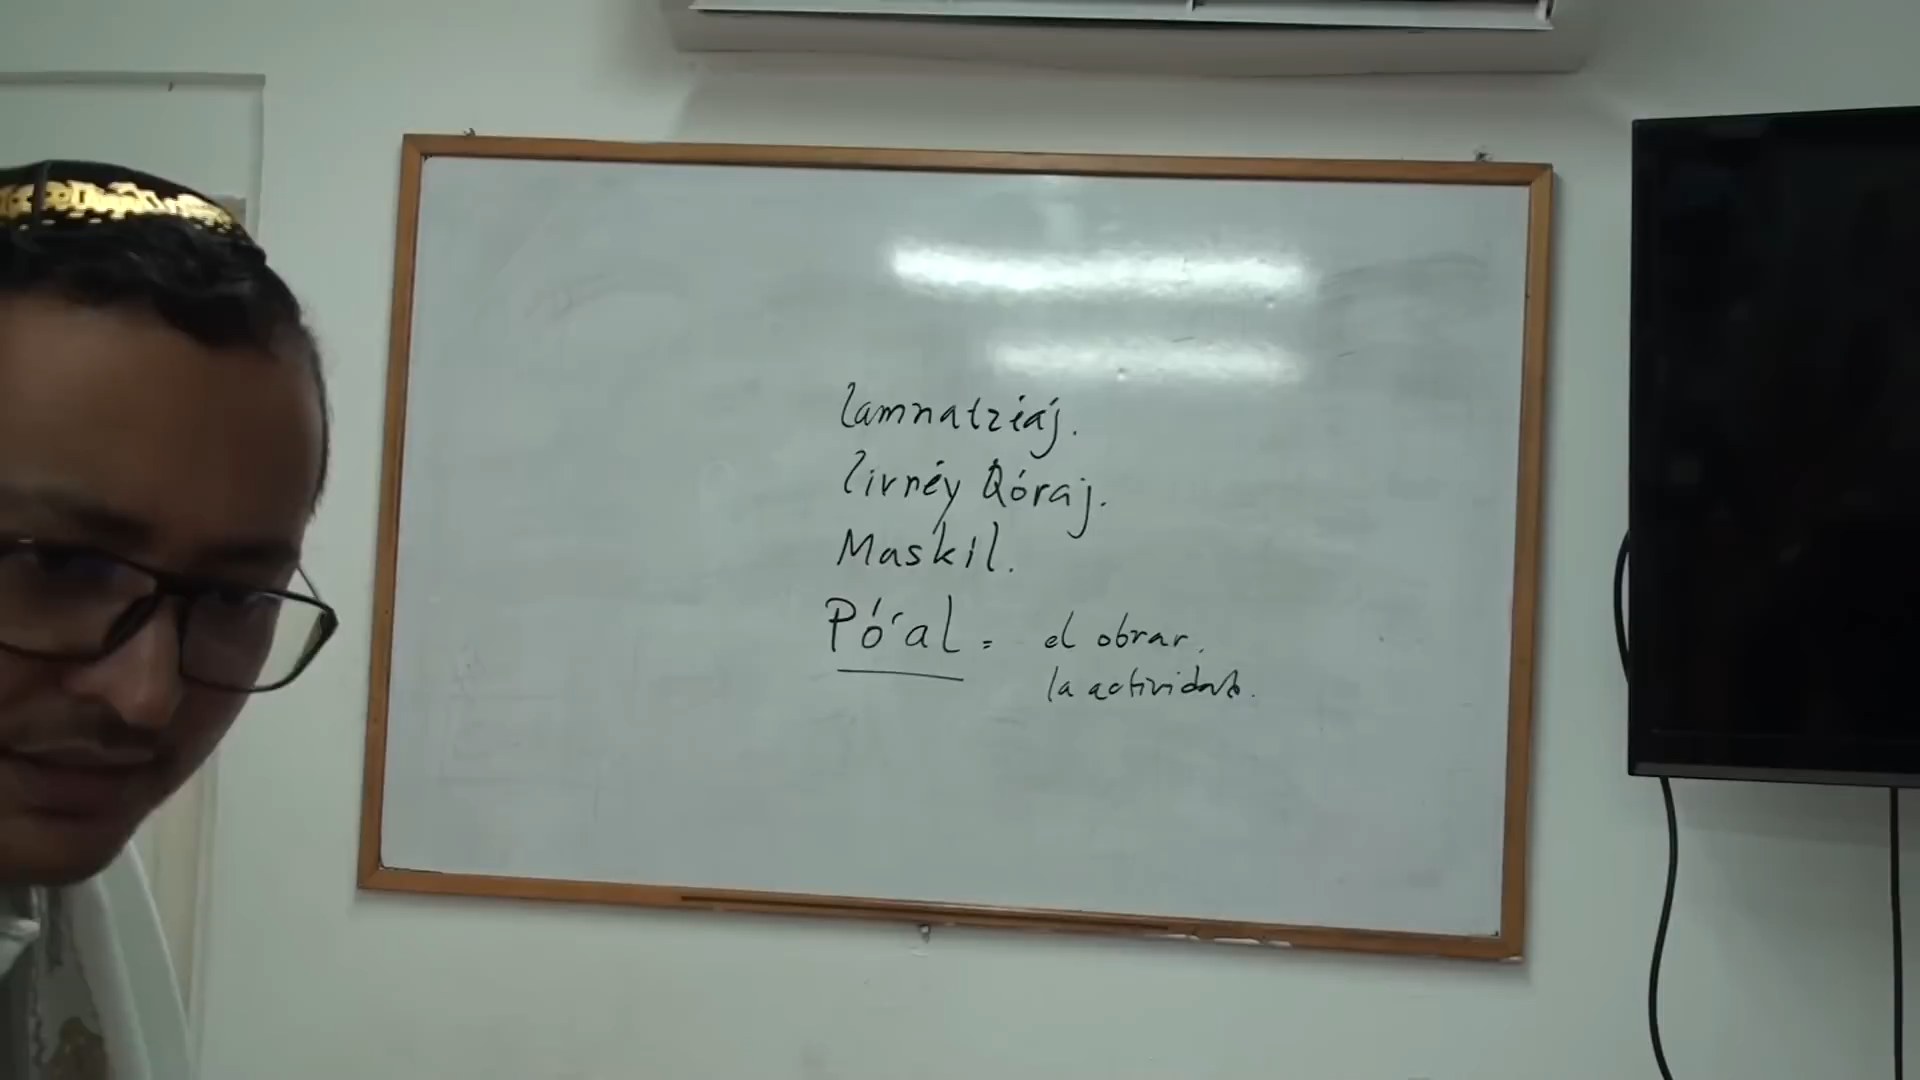 lamnatzéaj.
livnéy Qóraj.
Maskil.
Pó'al = el obrar.
la actividad.